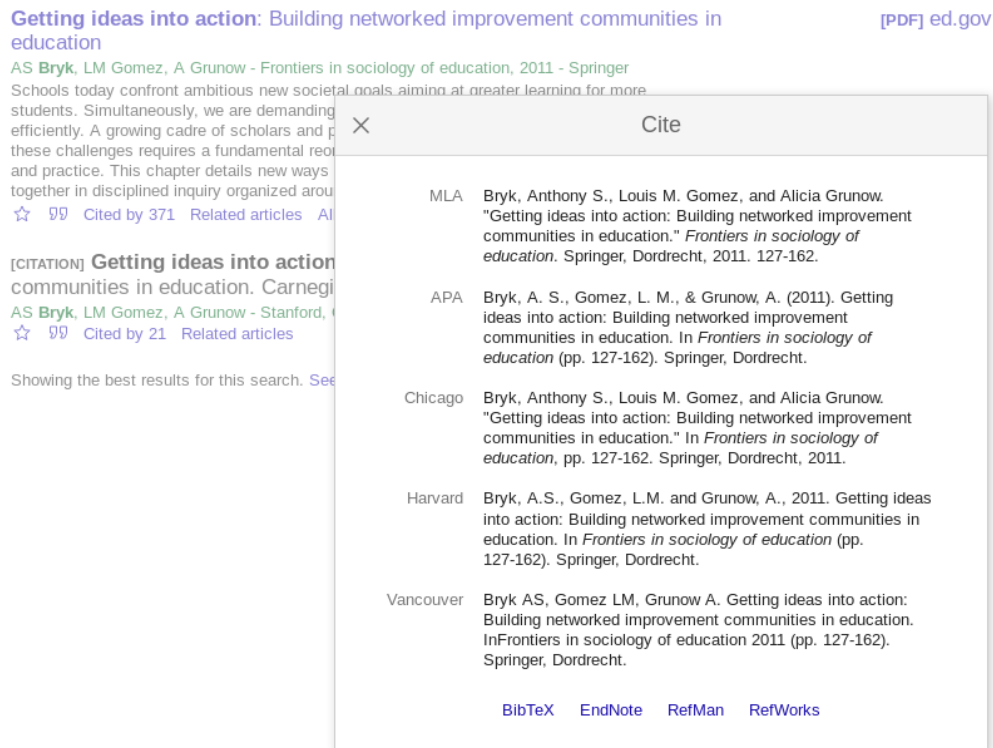 Getting ideas into action: Building networked improvement communities in
education
[PDF] ed.gov
AS Bryk, LM Gomez, A Grunow - Frontiers in sociology of education, 2011 - Springer
Schools today confront ambitious new societal goals aiming at greater learning for more
students. Simultaneously, we are demanding
efficiently. A growing cadre of scholars and
these challenges requires a fundamental
and practice. This chapter details new ways
together in disciplined inquiry organized
Cited by 371 Related articles
[CITATION] Getting ideas into action
communities in education.
AS Bryk, LM Gomez, A Grunow - Stanford,
Cited by 21 Related articles
Showing the best results for this search. See
Cite
MLA
Bryk, Anthony S., Louis M. Gomez, and Alicia Grunow.
"Getting ideas into action: Building networked improvement
communities in education." Frontiers in sociology of
education. Springer, Dordrecht, 2011. 127-162.
APA
Bryk, A. S., Gomez, L. M., & Grunow, A. (2011). Getting
ideas into action: Building networked improvement
communities in education. In Frontiers in sociology of
education (pp. 127-162). Springer, Dordrecht.
Chicago
Bryk, Anthony S., Louis M. Gomez, and Alicia Grunow.
"Getting ideas into action: Building networked improvement
communities in education." In Frontiers in sociology of
education, pp. 127-162. Springer, Dordrecht, 2011.
Harvard
Bryk, A.S., Gomez, L.M. and Grunow, A., 2011. Getting ideas
into action: Building networked improvement communities in
education. In Frontiers in sociology of education (pp.
127-162). Springer, Dordrecht.
Vancouver
Bryk AS, Gomez LM, Grunow A. Getting ideas into action:
Building networked improvement communities in education.
InFrontiers in sociology of education 2011 (pp. 127-162).
Springer, Dordrecht.
BibTeX EndNote RefMan RefWorks